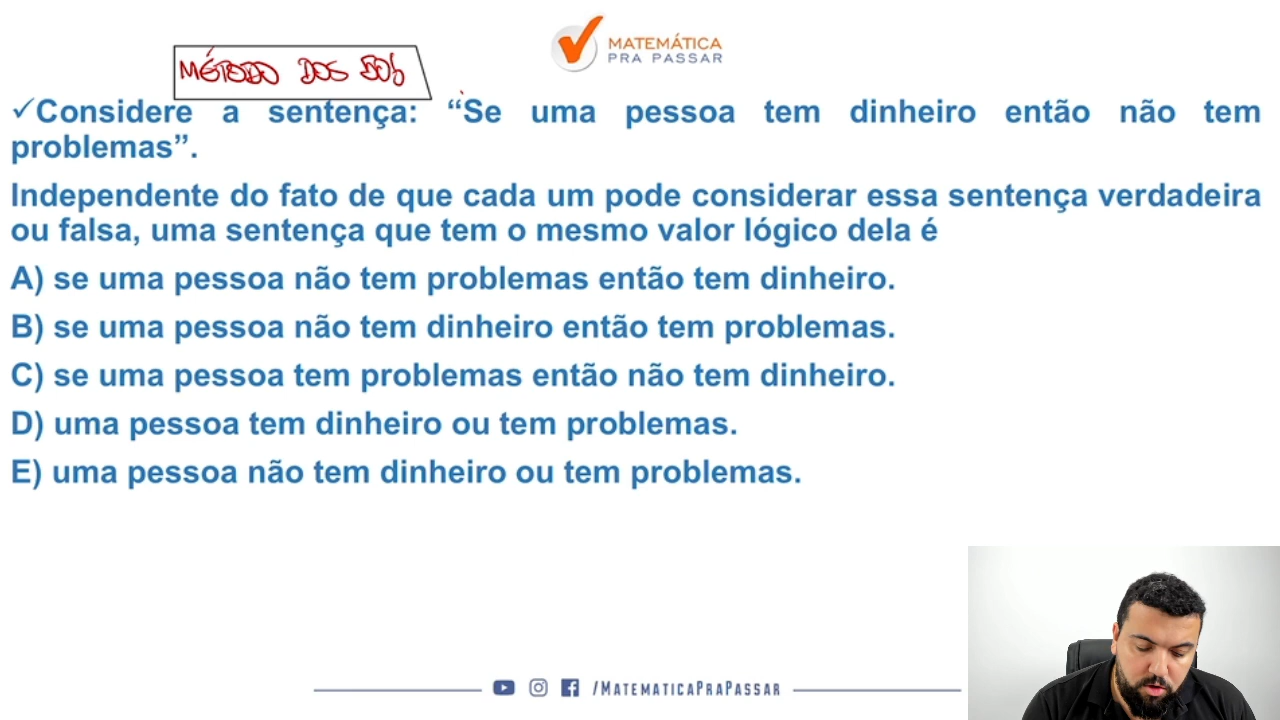 MATEMÁTICA
PRA PASSAR
MÉTODO DOS 50%
✓Considere a sentença: “Se uma pessoa tem dinheiro então não tem
problemas”.
Independente do fato de que cada um pode considerar essa sentença verdadeira
ou falsa, uma sentença que tem o mesmo valor lógico dela é
A) se uma pessoa não tem problemas então tem dinheiro.
B) se uma pessoa não tem dinheiro então tem problemas.
C) se uma pessoa tem problemas então não tem dinheiro.
D) uma pessoa tem dinheiro ou tem problemas.
E) uma pessoa não tem dinheiro ou tem problemas.
/MATEMATICAPRAPASSAR